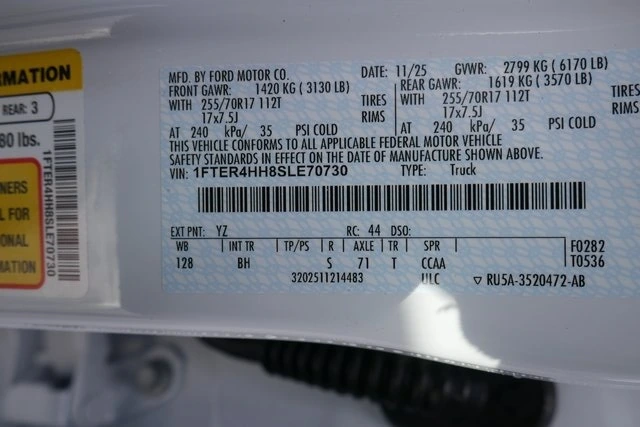 RMATION
REAR: 3
80 lbs.
NERS
L FOR
ONAL
MATION
1FTER4HH8SLE70730
MFD. BY FORD MOTOR CO. DATE: 11/25 GVWR: 2799 KG ( 6170 LB)
FRONT GAWR: 1420 KG ( 3130 LB) REAR GAWR: 1619 KG ( 3570 LB)
WITH 255/70R17 112T TIRES WITH 255/70R17 112T TIRES
17x7.5J RIMS 17x7.5J RIMS
AT 240 kPa/ 35 PSI COLD AT 240 kPa/ 35 PSI COLD
THIS VEHICLE CONFORMS TO ALL APPLICABLE FEDERAL MOTOR VEHICLE
SAFETY STANDARDS IN EFFECT ON THE DATE OF MANUFACTURE SHOWN ABOVE.
VIN: 1FTER4HH8SLE70730 TYPE: Truck
EXT PNT: YZ RC: 44 DSO:
WB INT TR TP/PS R AXLE TR SPR F0282
128 BH S 71 T CCAA T0536
3202511214483 ULC ▽ RU5A-3520472-AB